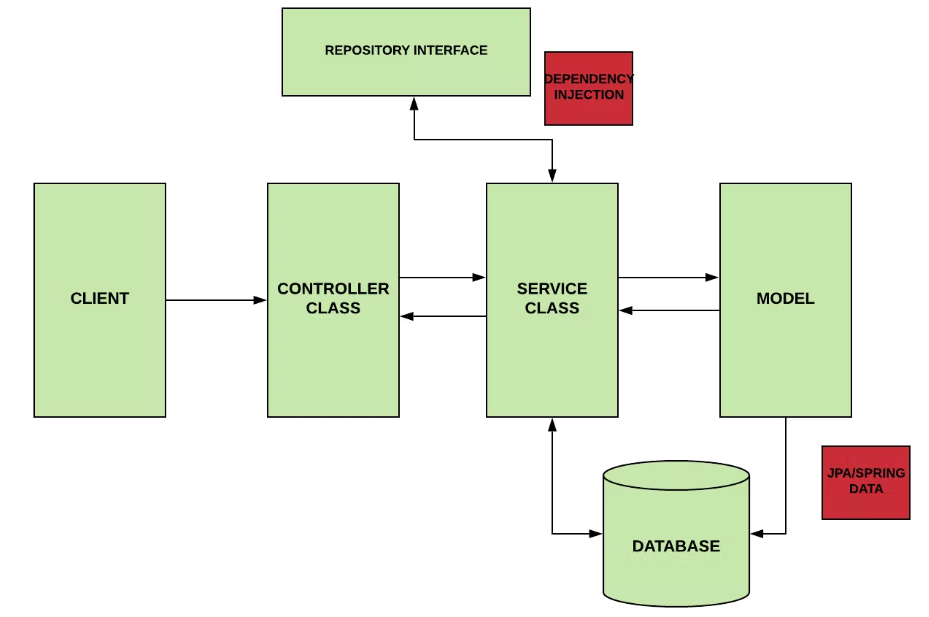 REPOSITORY INTERFACE
DEPENDENCY
INJECTION
CLIENT
CONTROLLER
CLASS
SERVICE
CLASS
MODEL
JPA/SPRING
DATA
DATABASE